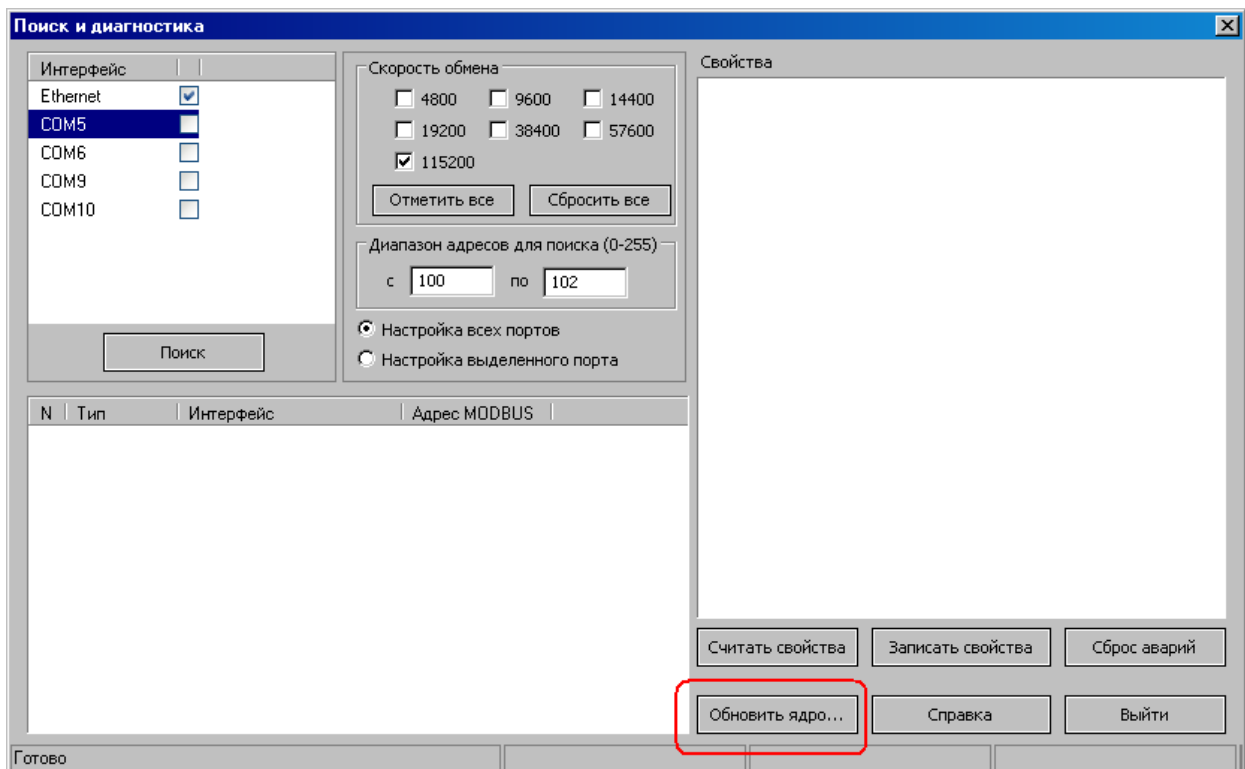 Поиск и диагностика
Интерфейс
Ethernet
COM5
COM6
COM9
COM10
Поиск
Скорость обмена
4800 9600 14400
19200 38400 57600
115200
Отметить все Сбросить все
Диапазон адресов для поиска (0-255)
с 100 по 102
Настройка всех портов
Настройка выделенного порта
Свойства
N Тип Интерфейс Адрес MODBUS
Считать свойства Записать свойства Сброс аварий
Обновить ядро... Справка Выйти
Готово